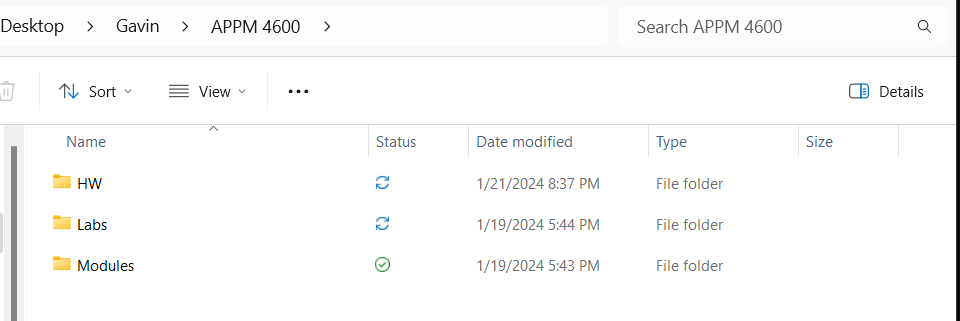 Desktop > Gavin > APPM 4600 > Search APPM 4600
Sort View ••• Details
Name Status Date modified Type Size
HW 1/21/2024 8:37 PM File folder
Labs 1/19/2024 5:44 PM File folder
Modules 1/19/2024 5:43 PM File folder